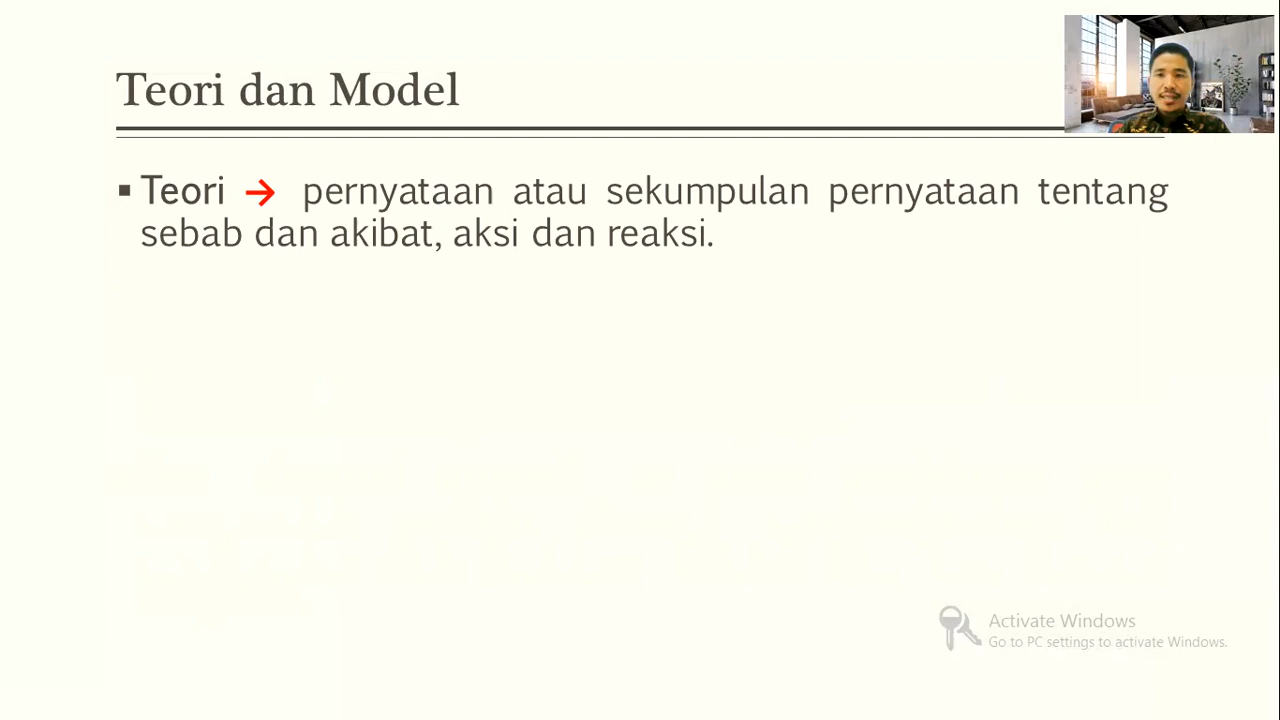 Teori dan Model
▪ Teori → pernyataan atau sekumpulan pernyataan tentang
sebab dan akibat, aksi dan reaksi.
Activate Windows
Go to PC settings to activate Windows.